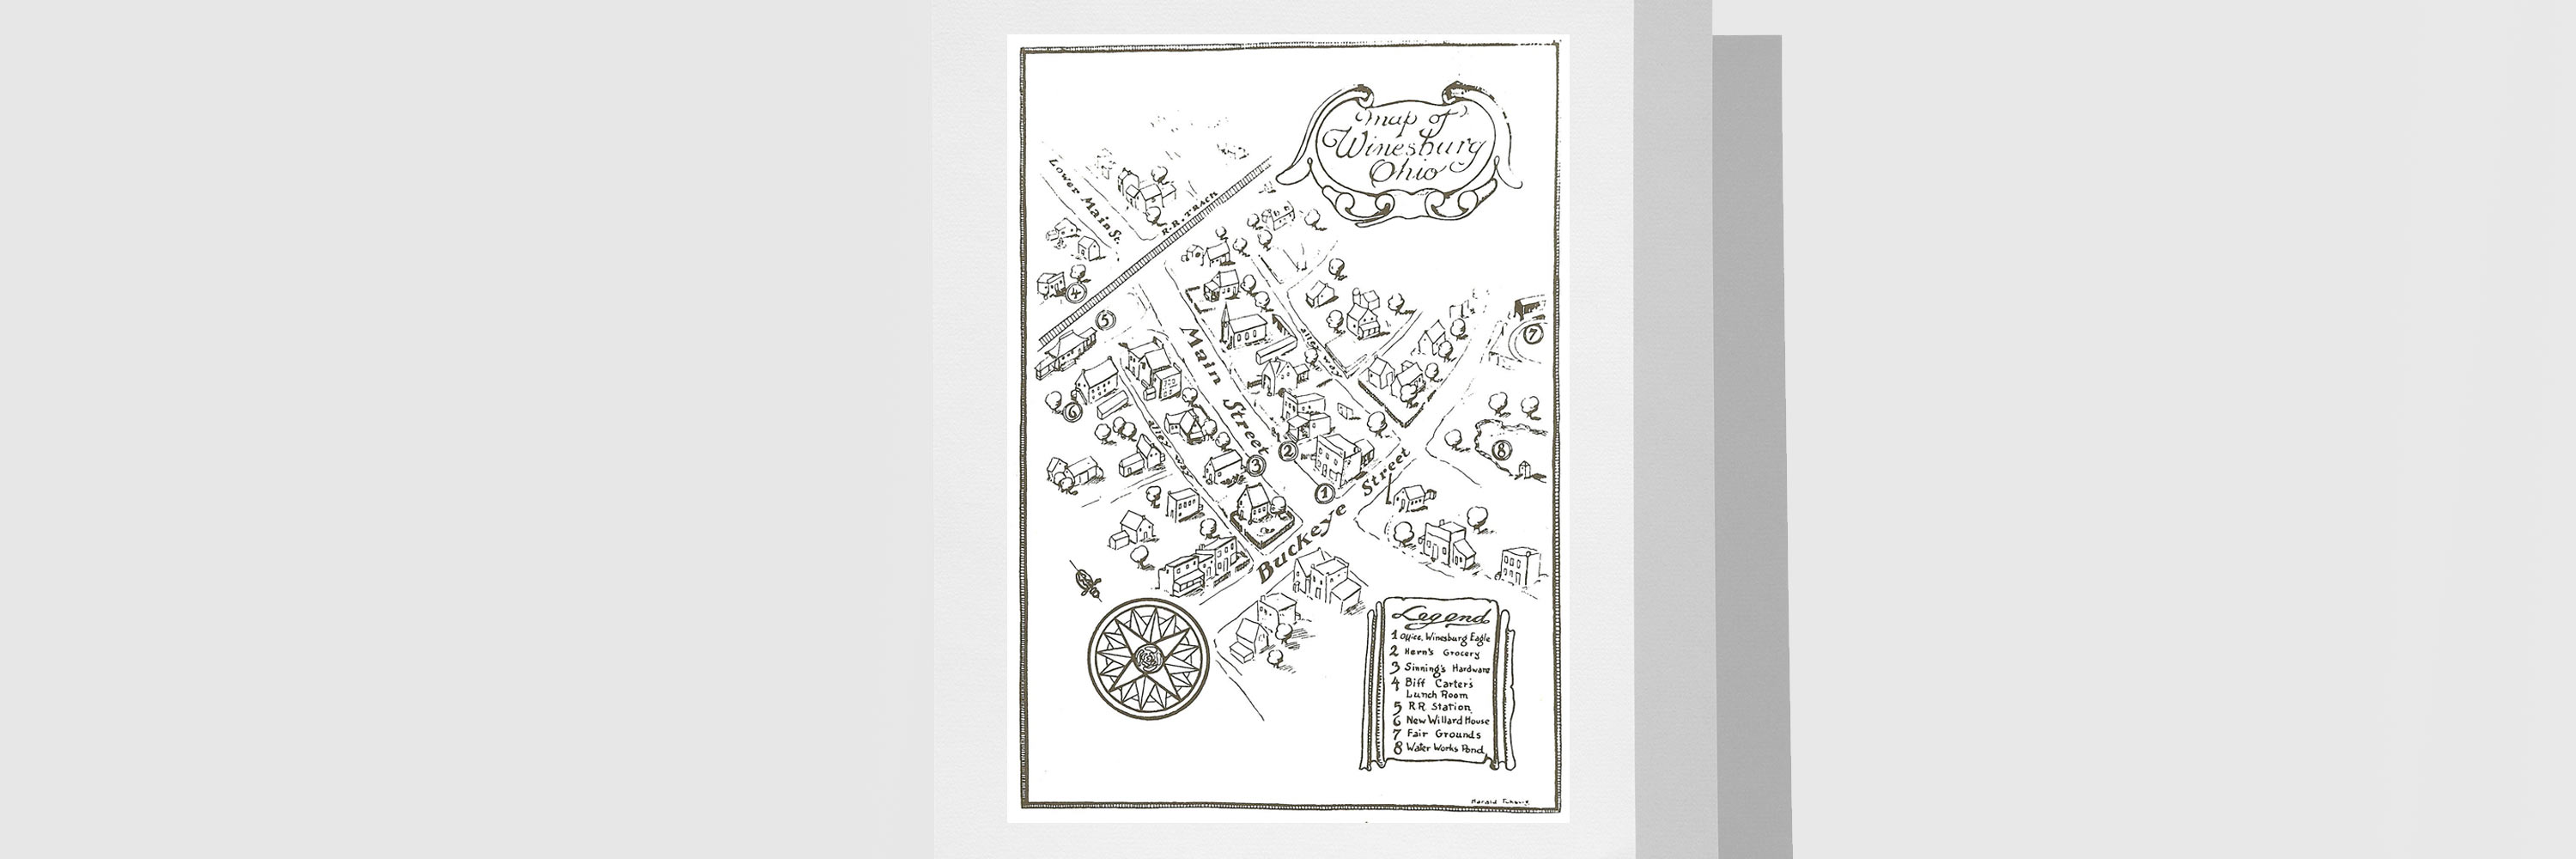 Map of
Winesburg
Ohio
Lower Main St.
R.R. TRACK
4
5
Main Street
alley
7
6
alley way
2
3
8
1
Buckeye Street
Legend
1 Office, Winesburg Eagle
2 Hern's Grocery
3 Sinning's Hardware
4 Biff Carter's
Lunch Room
5 RR Station
6 New Willard House
7 Fair Grounds
8 Water Works Pond
Harald